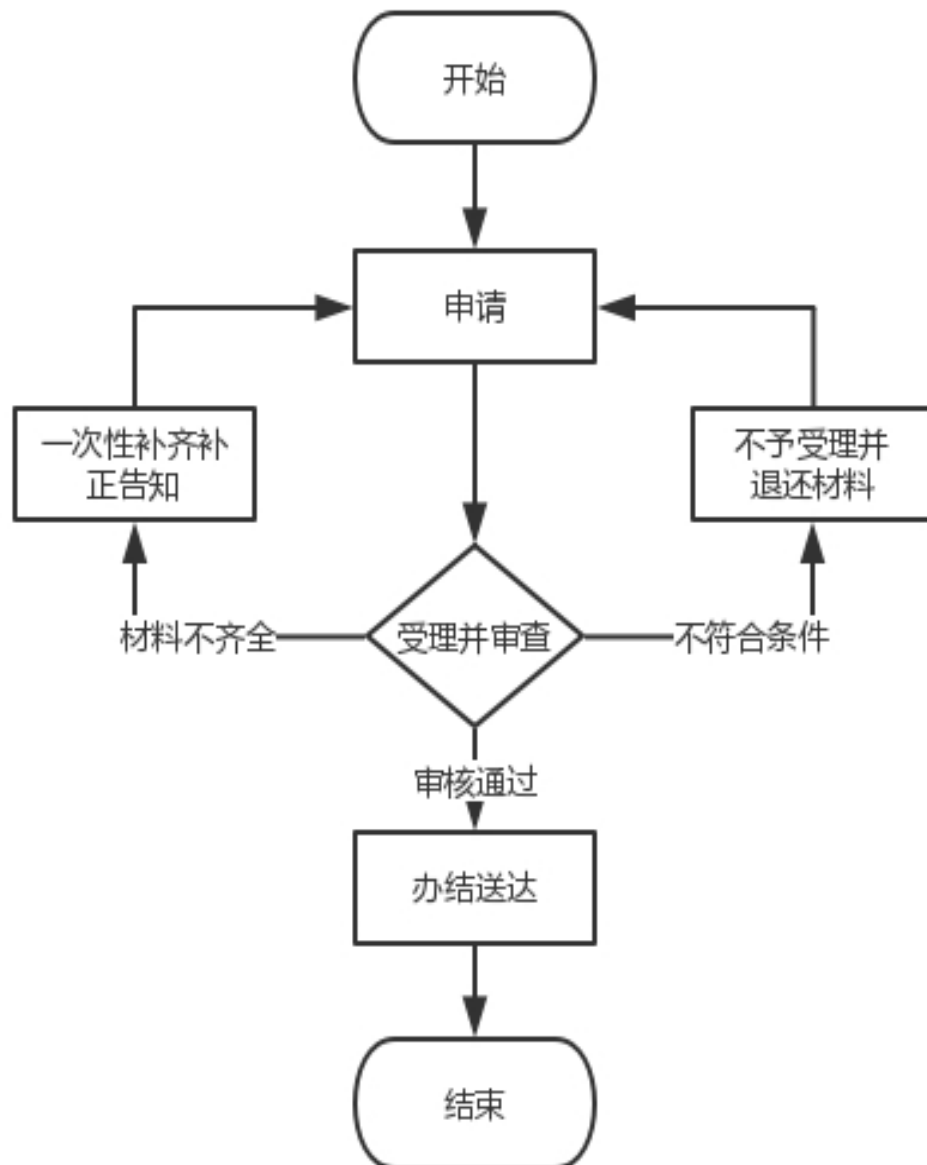 开始
申请
一次性补齐补
正告知
不予受理并
退还材料
材料不齐全
受理并审查
不符合条件
审核通过
办结送达
结束